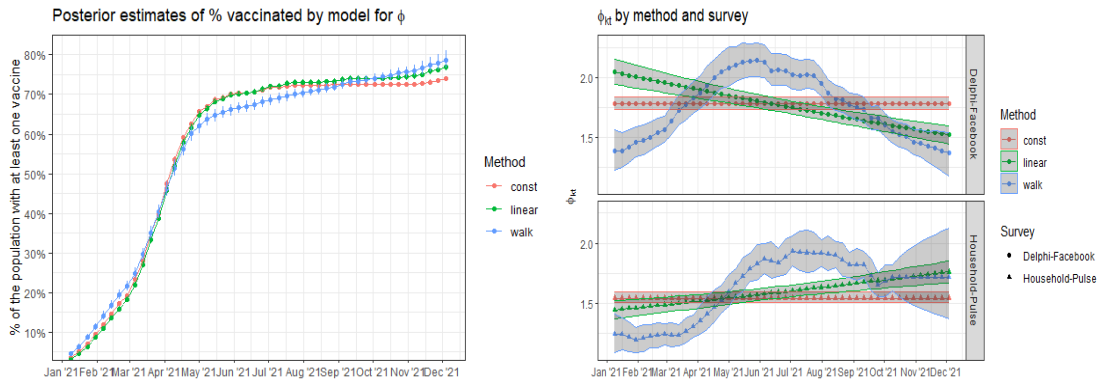 Posterior estimates of % vaccinated by model for ϕ
% of the population with at least one vaccine
80%
70%
60%
50%
40%
30%
20%
10%
Jan '21 Feb '21 Mar '21 Apr '21 May '21 Jun '21 Jul '21 Aug '21 Sep '21 Oct '21 Nov '21 Dec '21
Method
const
linear
walk
ϕkt by method and survey
ϕkt
2.0
1.5
Delphi-Facebook
2.0
1.5
Household-Pulse
Jan '21 Feb '21 Mar '21 Apr '21 May '21 Jun '21 Jul '21 Aug '21 Sep '21 Oct '21 Nov '21 Dec '21
Method
const
linear
walk
Survey
Delphi-Facebook
Household-Pulse